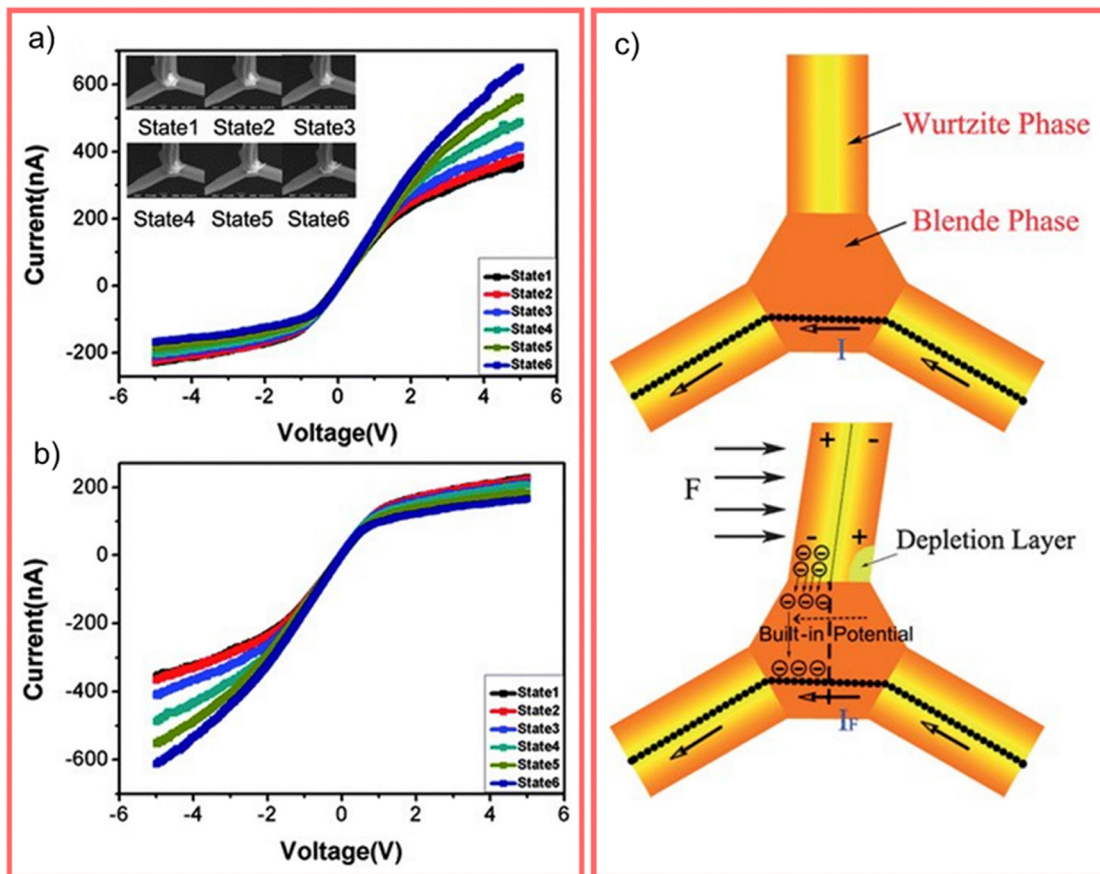 a)
600
400
200
0
-200
Current(nA)
State1 State2 State3
State4 State5 State6
State1
State2
State3
State4
State5
State6
-6 -4 -2 0 2 4 6
Voltage(V)
b)
200
0
-200
-400
-600
Current(nA)
State1
State2
State3
State4
State5
State6
-6 -4 -2 0 2 4 6
Voltage(V)
c)
Wurtzite Phase
Blende Phase
I
+ -
F
- +
Depletion Layer
Built-in Potential
IF